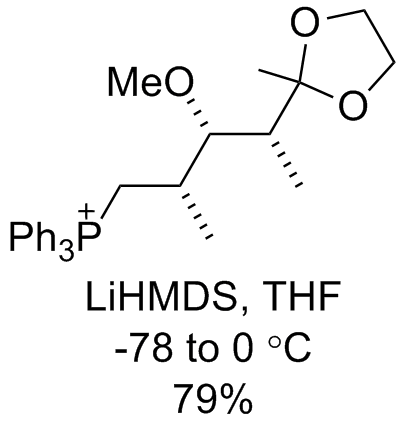 O
MeO
O
+
Ph3P
LiHMDS, THF
-78 to 0 °C
79%